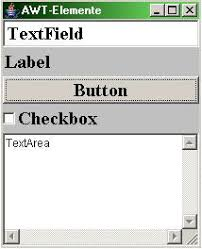 AWT-Elemente
TextField
Label
Button
Checkbox
TextArea